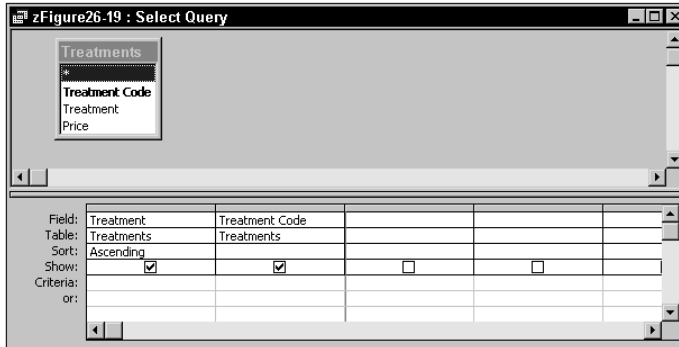 zFigure26-19 : Select Query
Treatments
*
Treatment Code
Treatment
Price
Field: Treatment Treatment Code
Table: Treatments Treatments
Sort: Ascending
Show:
Criteria:
or: